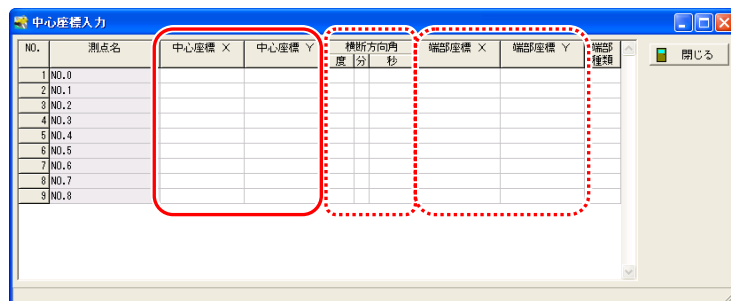 中心座標入力
NO. 測点名 中心座標 X 中心座標 Y 横断方向角 端部座標 X 端部座標 Y 端部
度 分 秒 種類
閉じる
1 NO.0
2 NO.1
3 NO.2
4 NO.3
5 NO.4
6 NO.5
7 NO.6
8 NO.7
9 NO.8